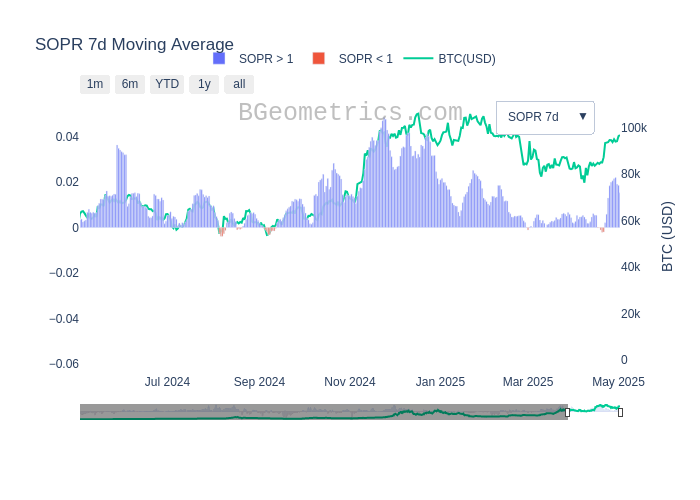 SOPR 7d Moving Average
SOPR > 1
SOPR < 1
BTC(USD)
1m
6m
YTD
1y
all
BGeometrics.com
SOPR 7d ▼
0.04
0.02
0
−0.02
−0.04
−0.06
100k
80k
60k
40k
20k
0
BTC (USD)
Jul 2024
Sep 2024
Nov 2024
Jan 2025
Mar 2025
May 2025